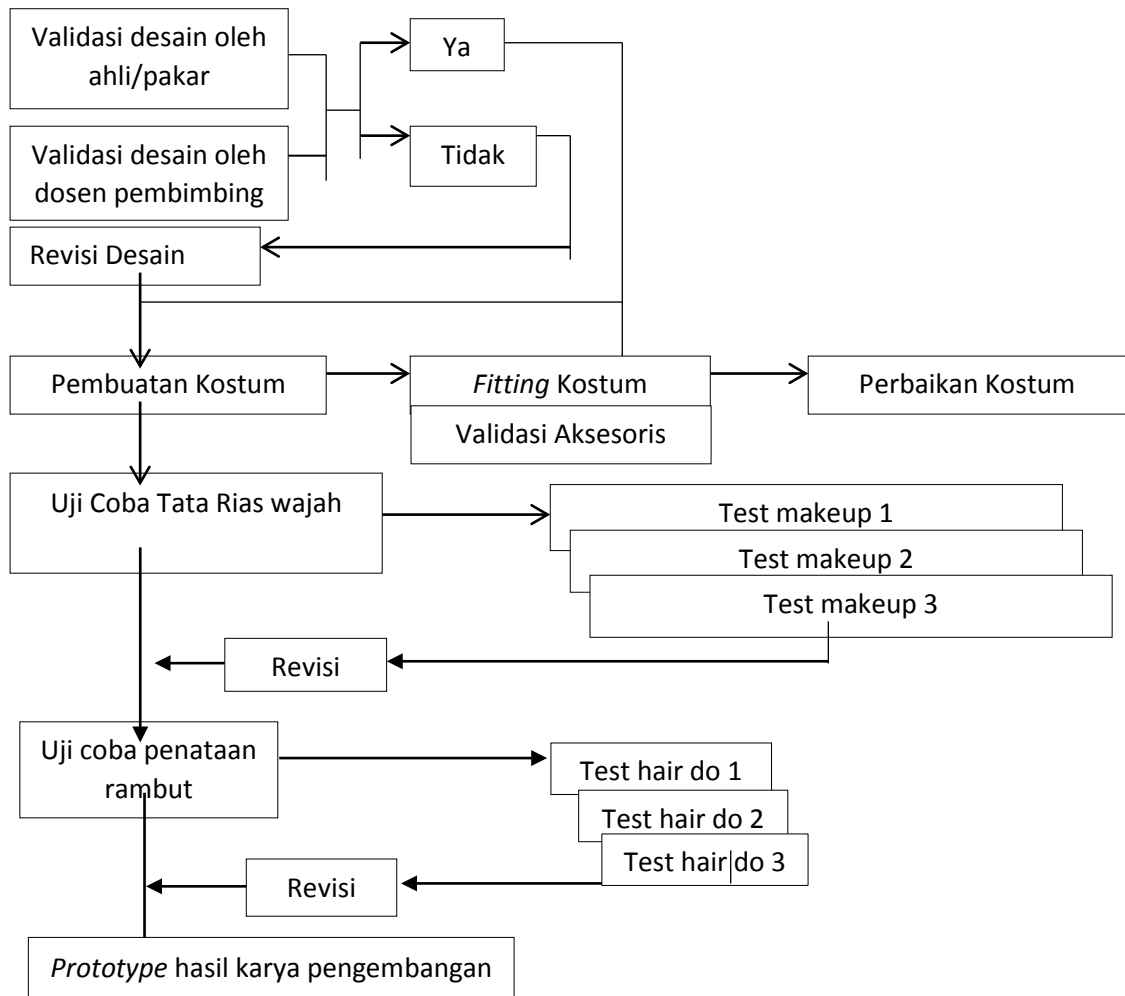 Validasi desain oleh
ahli/pakar
Ya
Validasi desain oleh
dosen pembimbing
Tidak
Revisi Desain
Pembuatan Kostum
Fitting Kostum
Perbaikan Kostum
Validasi Aksesoris
Uji Coba Tata Rias wajah
Test makeup 1
Test makeup 2
Test makeup 3
Revisi
Uji coba penataan
rambut
Test hair do 1
Test hair do 2
Test hair do 3
Revisi
Prototype hasil karya pengembangan